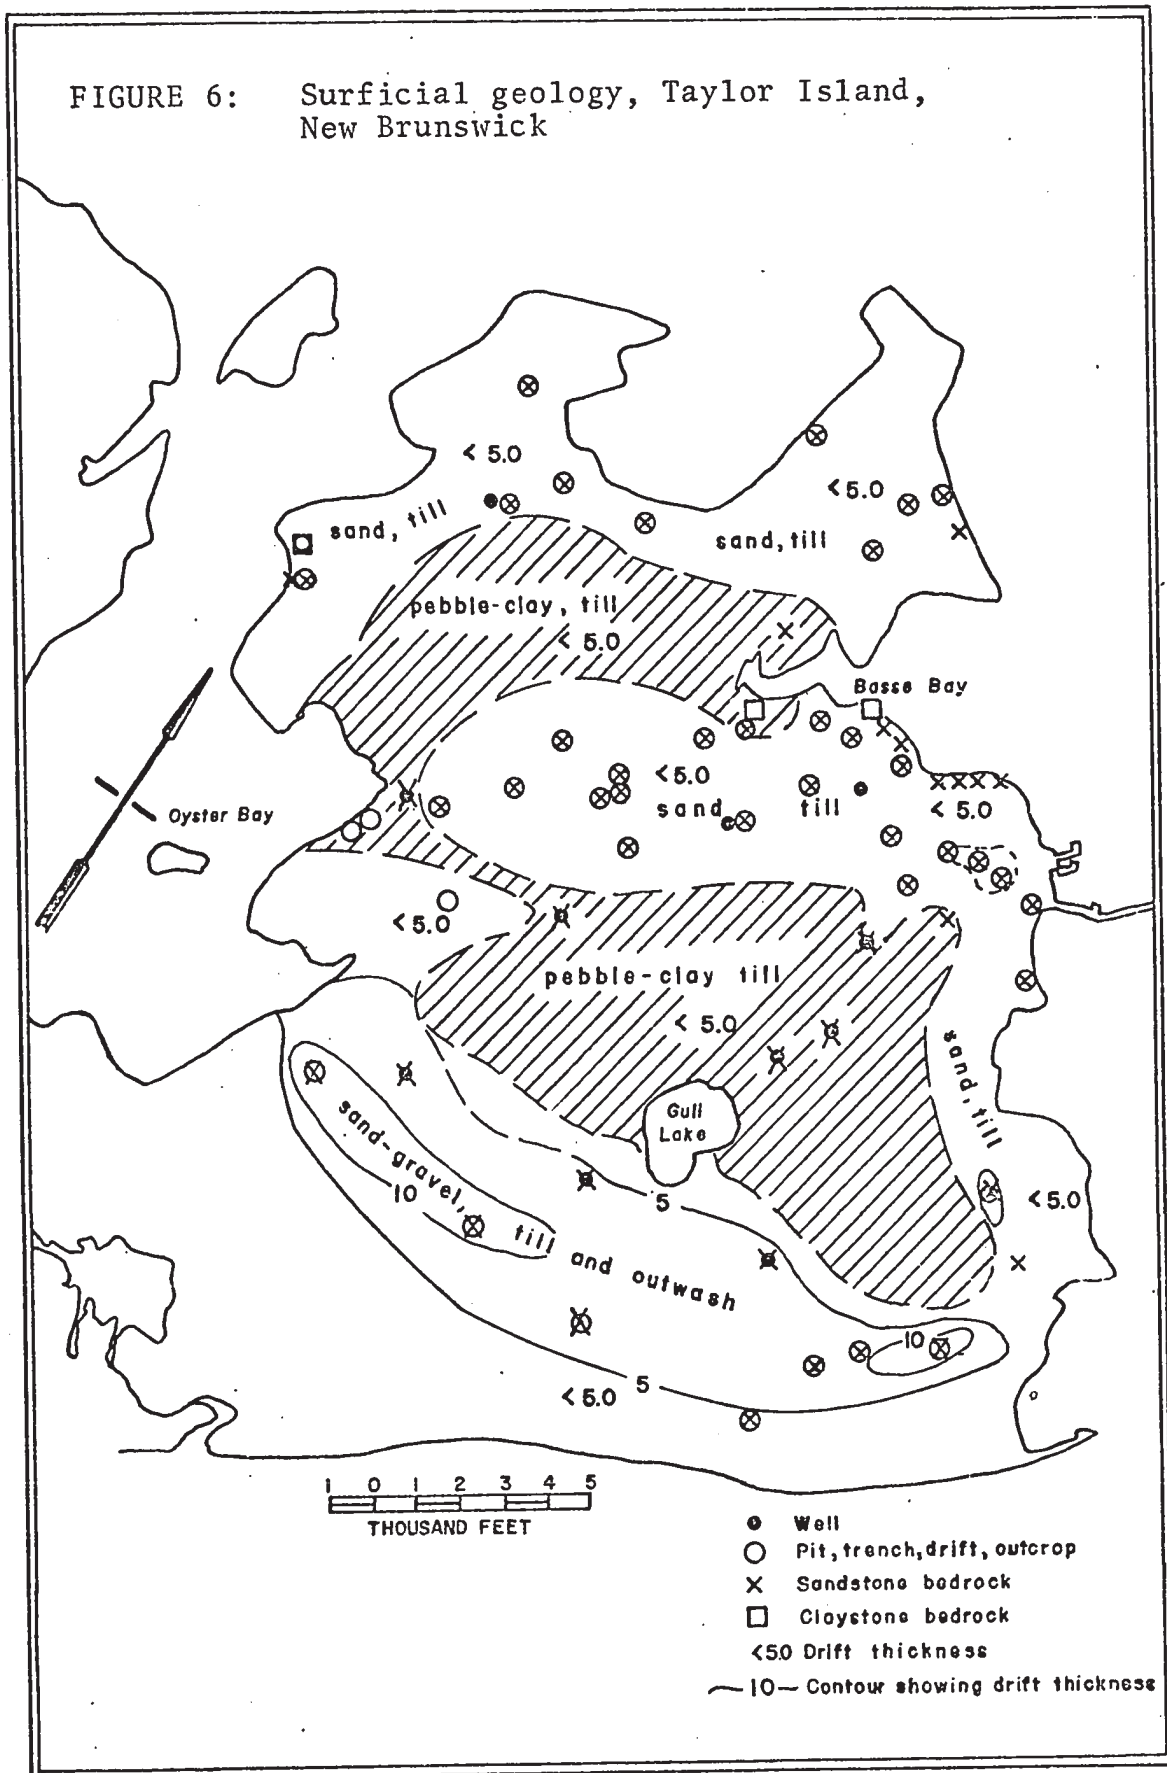 FIGURE 6: Surficial geology, Taylor Island,
New Brunswick
< 5.0
< 5.0
sand, till
sand, till
pebble-clay, till
< 5.0
Basse Bay
< 5.0
sand till
< 5.0
Oyster Bay
< 5.0
pebble-clay till
< 5.0
sand, till
Gull
Lake
sand-gravel, till and outwash
10
5
< 5.0
10
5
< 5.0
1 0 1 2 3 4 5
THOUSAND FEET
Well
Pit, trench, drift, outcrop
Sandstone bedrock
Claystone bedrock
<5.0 Drift thickness
10 Contour showing drift thickness